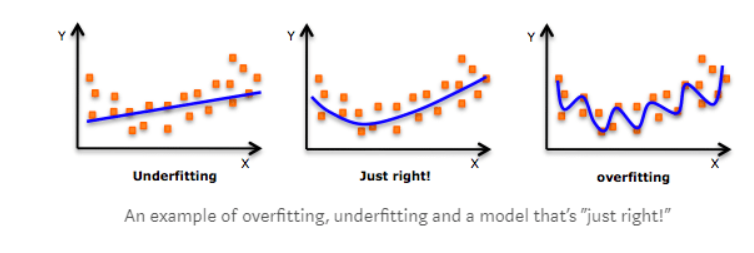 Y
X
Underfitting
Y
X
Just right!
Y
X
overfitting
An example of overfitting, underfitting and a model that's "just right!"